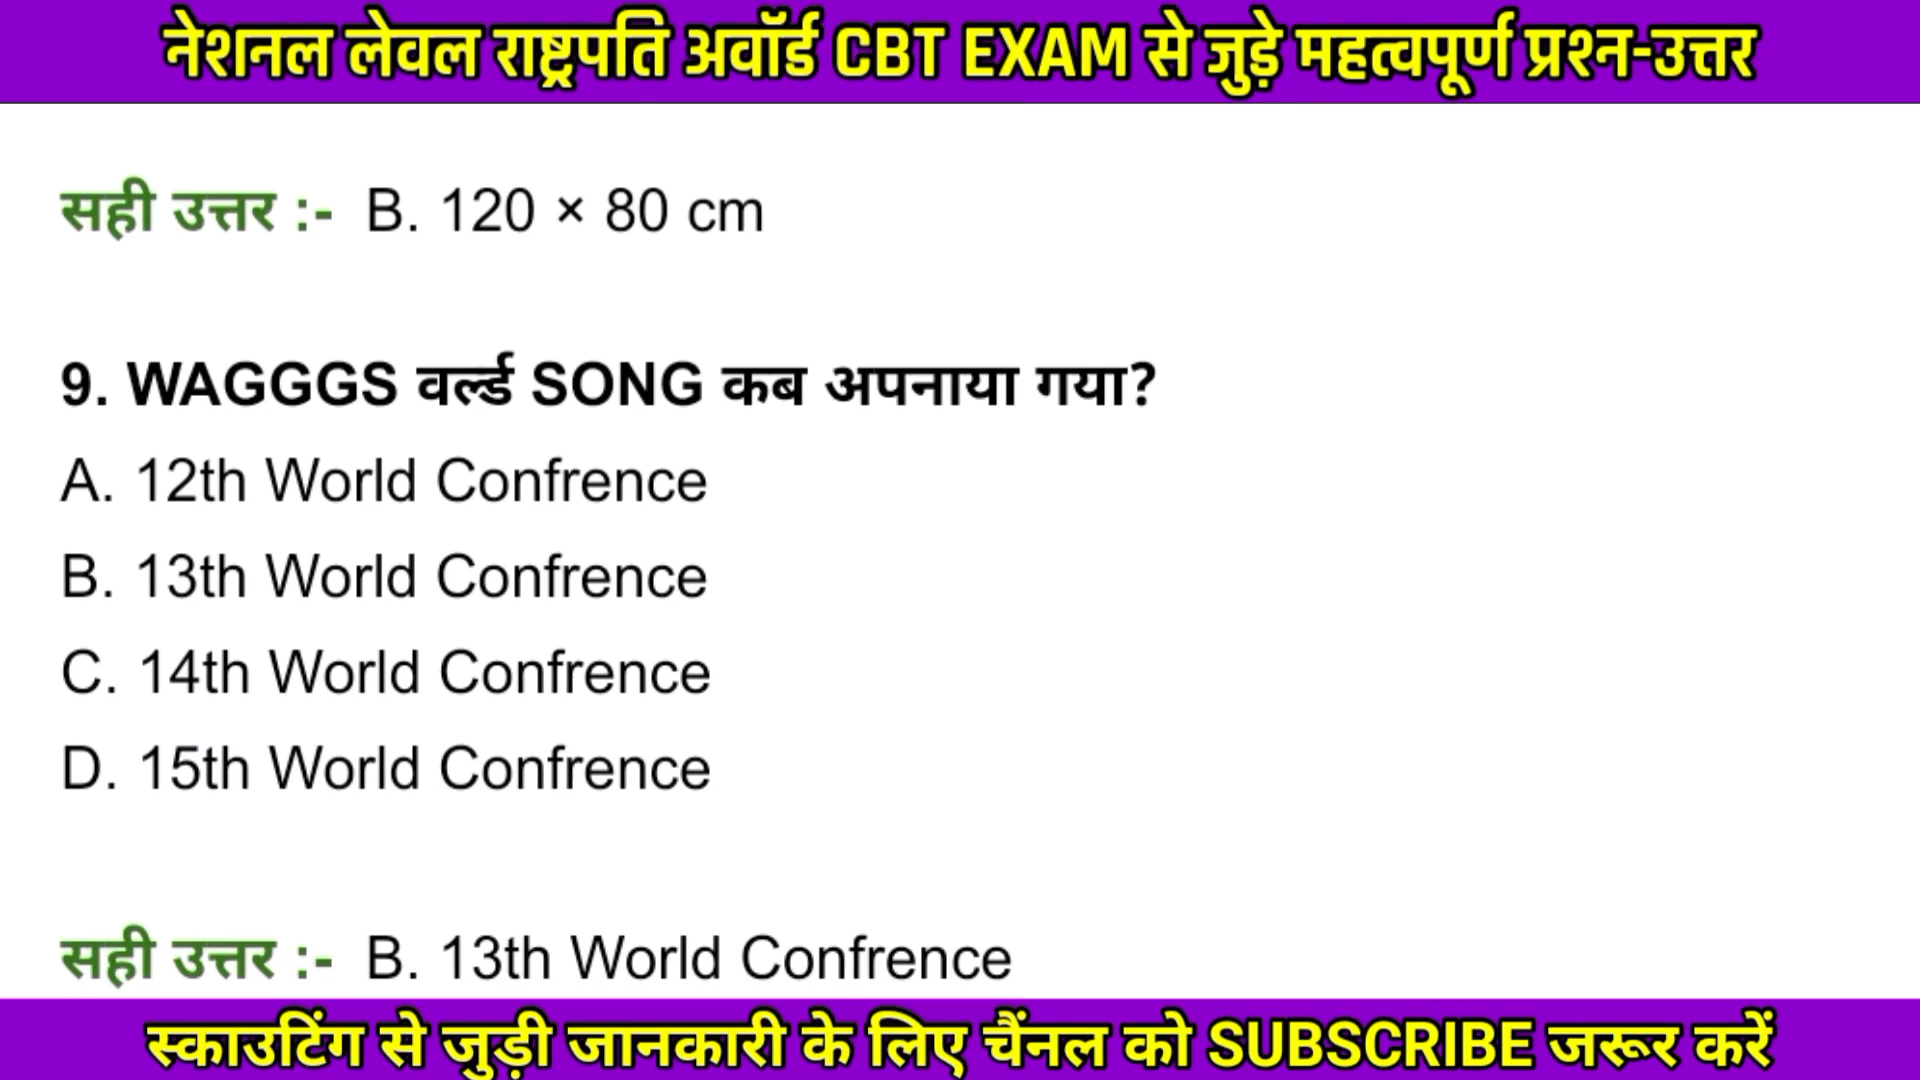 नेशनल लेवल राष्ट्रपति अवॉर्ड CBT EXAM से जुड़े महत्वपूर्ण प्रश्न-उत्तर
सही उत्तर :- B. 120 × 80 cm
9. WAGGGS वर्ल्ड SONG कब अपनाया गया?
A. 12th World Confrence
B. 13th World Confrence
C. 14th World Confrence
D. 15th World Confrence
सही उत्तर :- B. 13th World Confrence
स्काउटिंग से जुड़ी जानकारी के लिए चैंनल को SUBSCRIBE जरूर करें